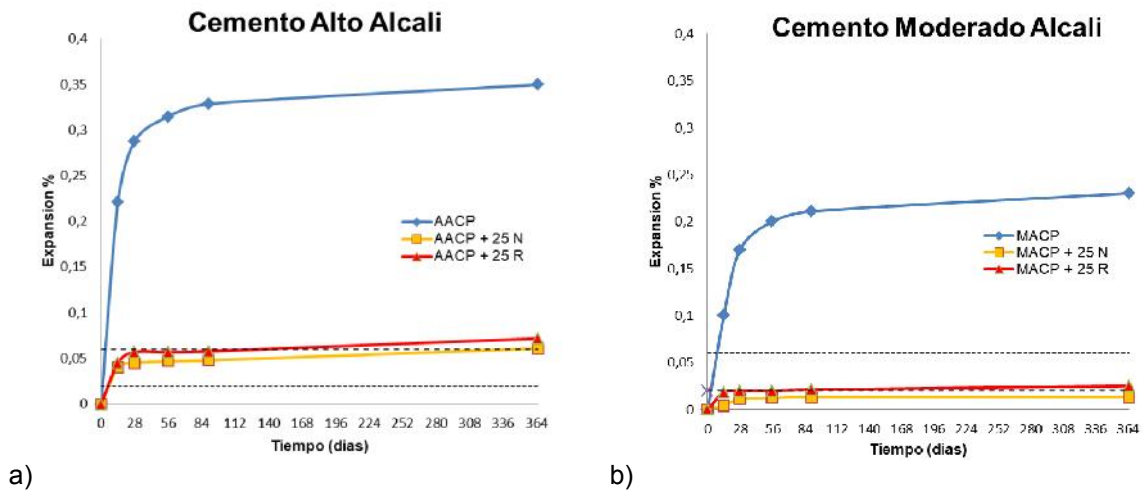 Cemento Alto Alcali
0,4
0,35
0,3
0,25
0,2
0,15
0,1
0,05
0
Expansion %
AACP
AACP + 25 N
AACP + 25 R
0 28 56 84 112 140 168 196 224 252 280 308 336 364
Tiempo (dias)
a)
Cemento Moderado Alcali
0,4
0,35
0,3
0,25
0,2
0,15
0,1
0,05
0
Expansion %
MACP
MACP + 25 N
MACP + 25 R
0 28 56 84 112 140 168 196 224 252 280 308 336 364
Tiempo (dias)
b)